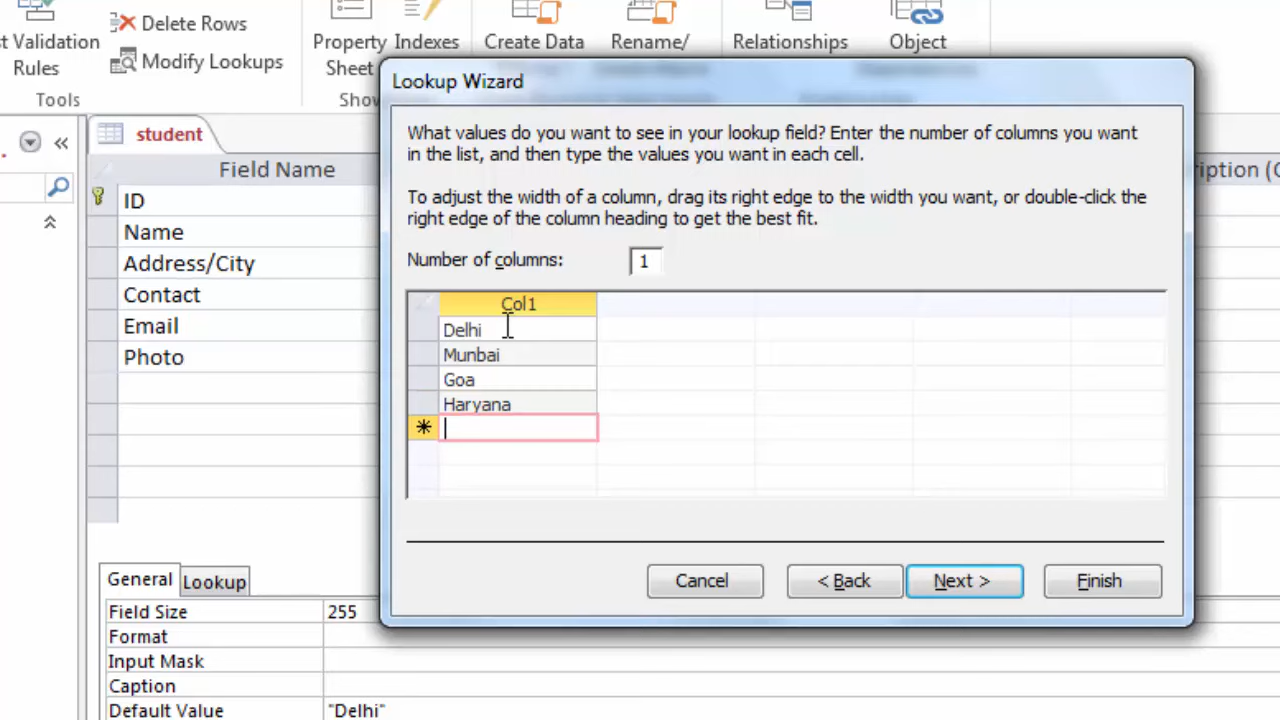 Delete Rows
t Validation
Rules
Modify Lookups
Tools
Property
Sheet
Indexes
Create Data
Rename/
Relationships
Object
student
Field Name
ID
Name
Address/City
Contact
Email
Photo
Lookup Wizard
What values do you want to see in your lookup field? Enter the number of columns you want
in the list, and then type the values you want in each cell.
To adjust the width of a column, drag its right edge to the width you want, or double-click the
right edge of the column heading to get the best fit.
Number of columns: 1
Col1
Delhi
Munbai
Goa
Haryana
Cancel
< Back
Next >
Finish
General
Lookup
Field Size 255
Format
Input Mask
Caption
Default Value "Delhi"